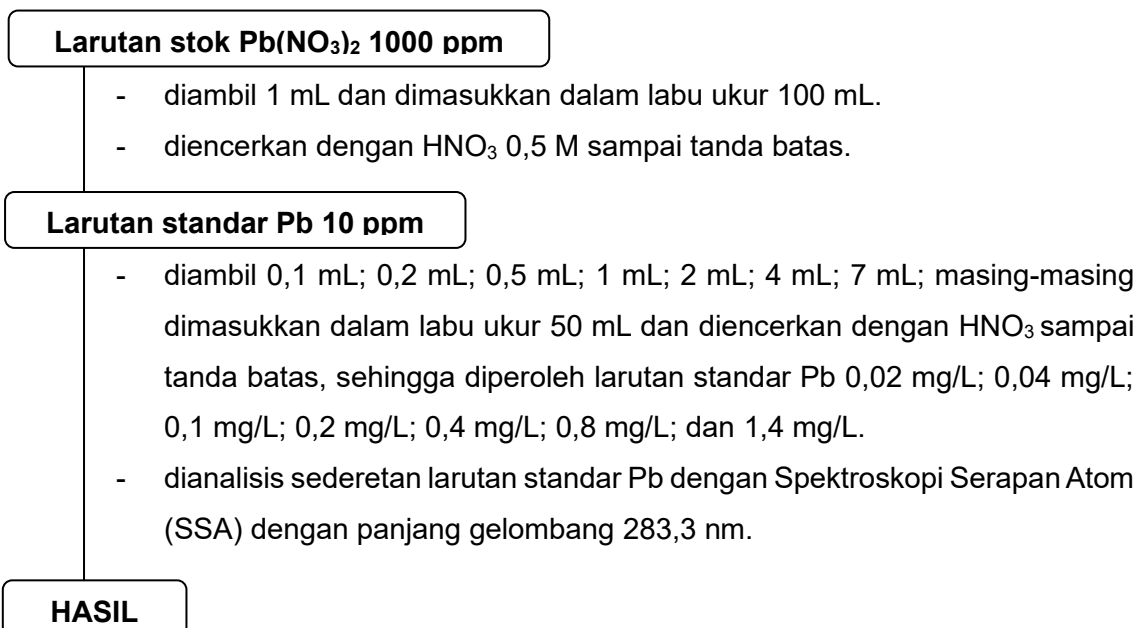 Larutan stok Pb(NO₃)₂ 1000 ppm
- diambil 1 mL dan dimasukkan dalam labu ukur 100 mL.
- diencerkan dengan HNO₃ 0,5 M sampai tanda batas.
Larutan standar Pb 10 ppm
- diambil 0,1 mL; 0,2 mL; 0,5 mL; 1 mL; 2 mL; 4 mL; 7 mL; masing-masing
dimasukkan dalam labu ukur 50 mL dan diencerkan dengan HNO₃ sampai
tanda batas, sehingga diperoleh larutan standar Pb 0,02 mg/L; 0,04 mg/L;
0,1 mg/L; 0,2 mg/L; 0,4 mg/L; 0,8 mg/L; dan 1,4 mg/L.
- dianalisis sederetan larutan standar Pb dengan Spektroskopi Serapan Atom
(SSA) dengan panjang gelombang 283,3 nm.
HASIL